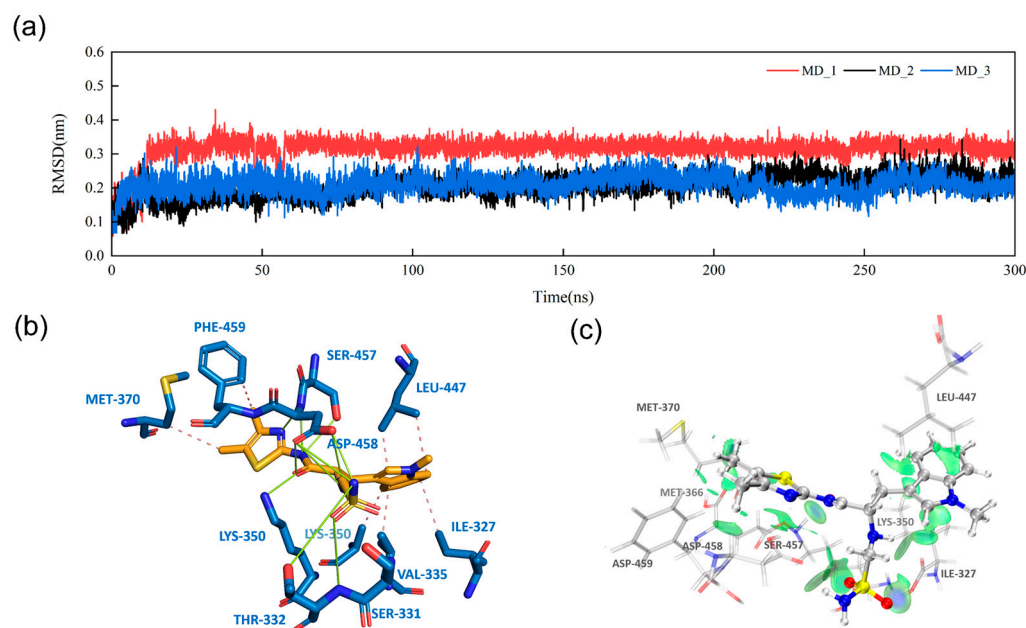 (a)
0.6
0.5
0.4
0.3
0.2
0.1
0.0
RMSD(nm)
MD_1 MD_2 MD_3
0 50 100 150 200 250 300
Time(ns)
(b)
PHE-459
SER-457
LEU-447
MET-370
ASP-458
LYS-350
LYS-350
ILE-327
VAL-335
SER-331
THR-332
(c)
LEU-447
MET-370
MET-366
LYS-350
ASP-458
SER-457
ASP-459
ILE-327